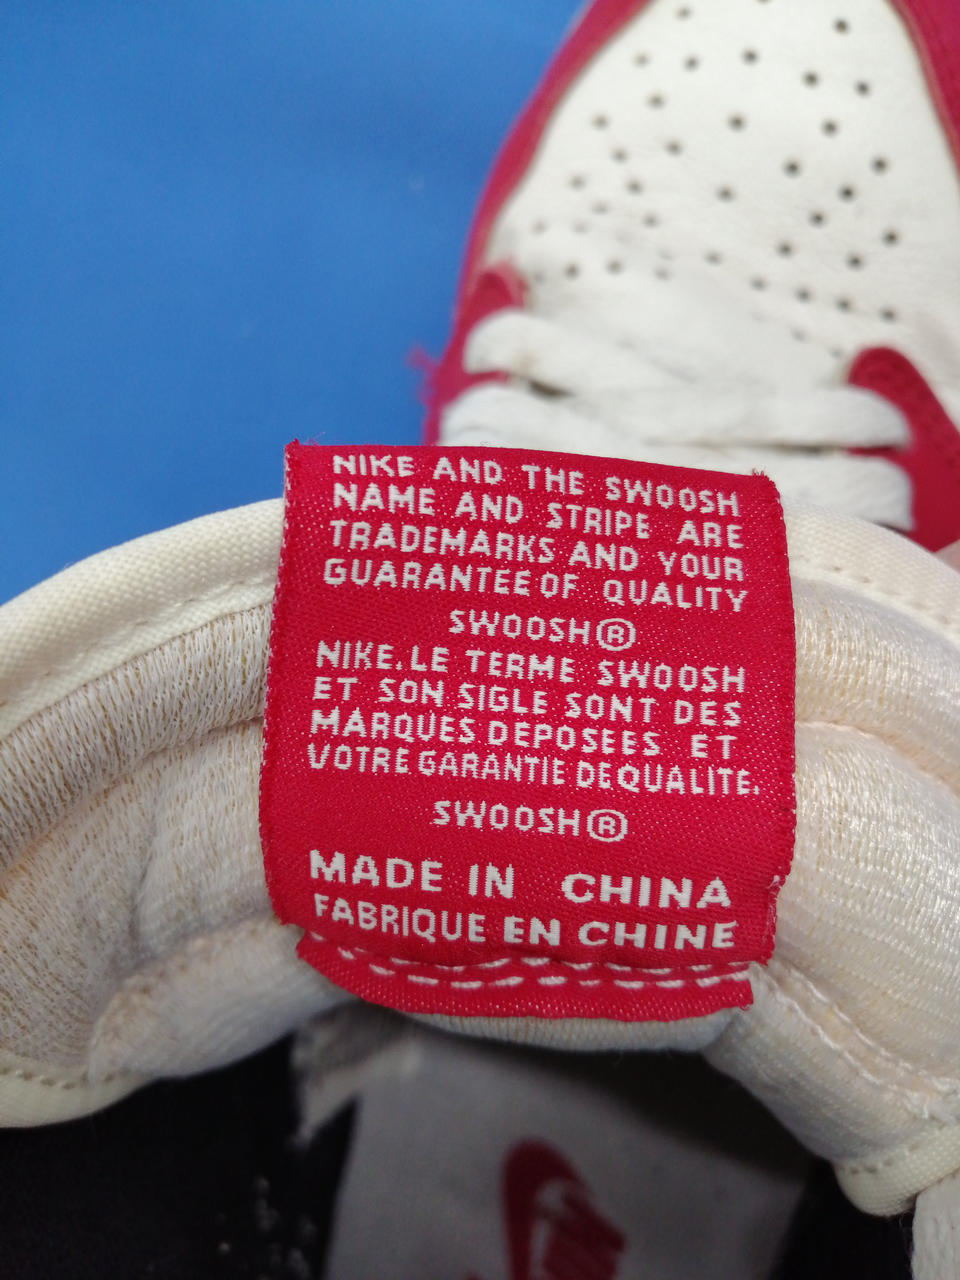 NIKE AND THE SWOOSH
NAME AND STRIPE ARE
TRADEMARKS AND YOUR
GUARANTEE OF QUALITY
SWOOSH®
NIKE. LE TERME SWOOSH
ET SON SIGLE SONT DES
MARQUES DEPOSEES ET
VOTRE GARANTIE DE QUALITE.
SWOOSH®
MADE IN CHINA
FABRIQUE EN CHINE